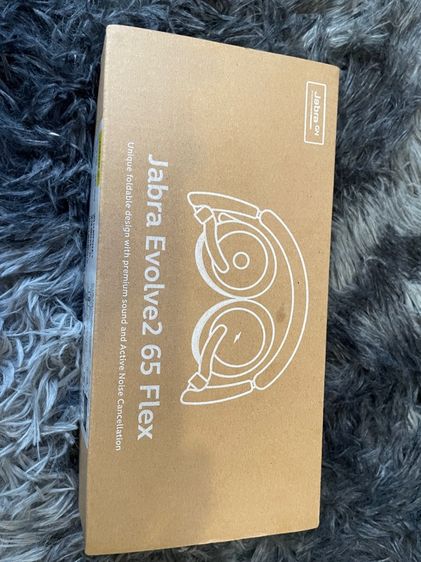 Jabra GN
Jabra Evolve2 65 Flex
Unique foldable design with premium sound and Active Noise Cancellation